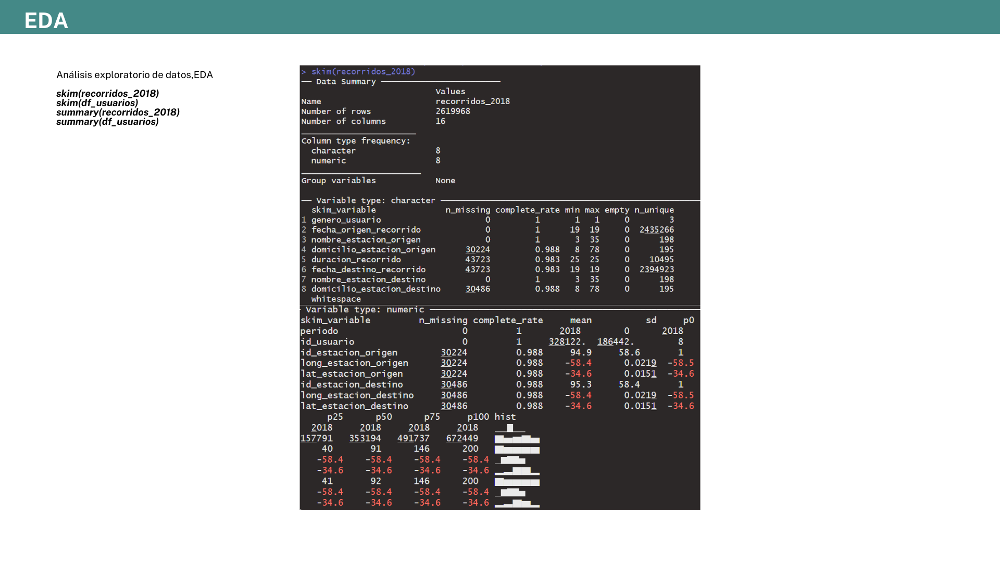 EDA
Análisis exploratorio de datos,EDA
skim(recorridos_2018)
skim(df_usuarios)
summary(recorridos_2018)
summary(df_usuarios)
> skim(recorridos_2018)
── Data Summary ────────────────────────
Values
Name recorridos_2018
Number of rows 2619968
Number of columns 16
_______________________
Column type frequency:
character 8
numeric 8
________________________
Group variables None
── Variable type: character ────────────────────────
skim_variable n_missing complete_rate min max empty n_unique
1 genero_usuario 0 1 1 1 0 3
2 fecha_origen_recorrido 0 1 19 19 0 2435266
3 nombre_estacion_origen 0 1 3 35 0 198
4 domicilio_estacion_origen 30224 0.988 8 78 0 195
5 duracion_recorrido 43723 0.983 25 25 0 10495
6 fecha_destino_recorrido 43723 0.983 19 19 0 2394923
7 nombre_estacion_destino 0 1 3 35 0 198
8 domicilio_estacion_destino 30486 0.988 8 78 0 195
whitespace
Variable type: numeric ────────────────────────
skim_variable n_missing complete_rate mean sd p0
periodo 0 1 2018 0 2018
id_usuario 0 1 328122. 186442. 8
id_estacion_origen 30224 0.988 94.9 58.6 1
long_estacion_origen 30224 0.988 -58.4 0.0219 -58.5
lat_estacion_origen 30224 0.988 -34.6 0.0151 -34.6
id_estacion_destino 30486 0.988 95.3 58.4 1
long_estacion_destino 30486 0.988 -58.4 0.0219 -58.5
lat_estacion_destino 30486 0.988 -34.6 0.0151 -34.6
p25 p50 p75 p100 hist
2018 2018 2018 2018
157791 353194 491737 672449
40 91 146 200
-58.4 -58.4 -58.4 -58.4
-34.6 -34.6 -34.6 -34.6
41 92 146 200
-58.4 -58.4 -58.4 -58.4
-34.6 -34.6 -34.6 -34.6